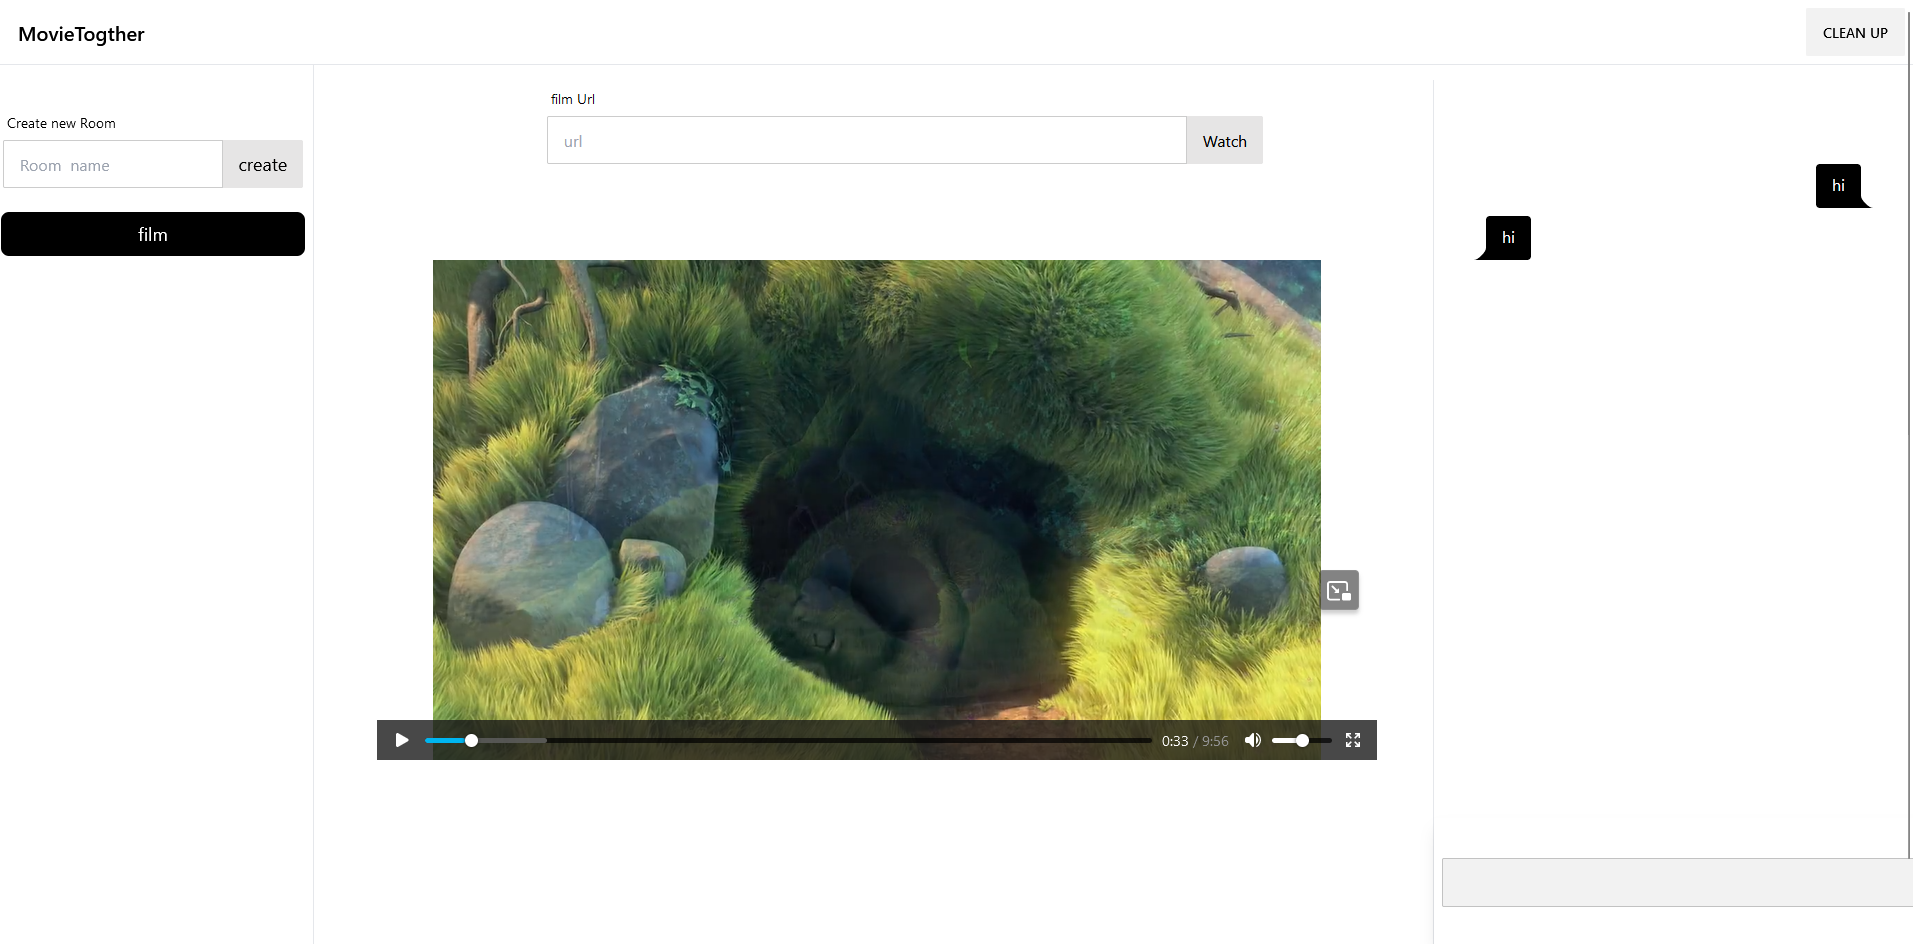 MovieTogther
CLEAN UP
Create new Room
Room name
create
film
film Url
url
Watch
0:33 / 9:56
hi
hi